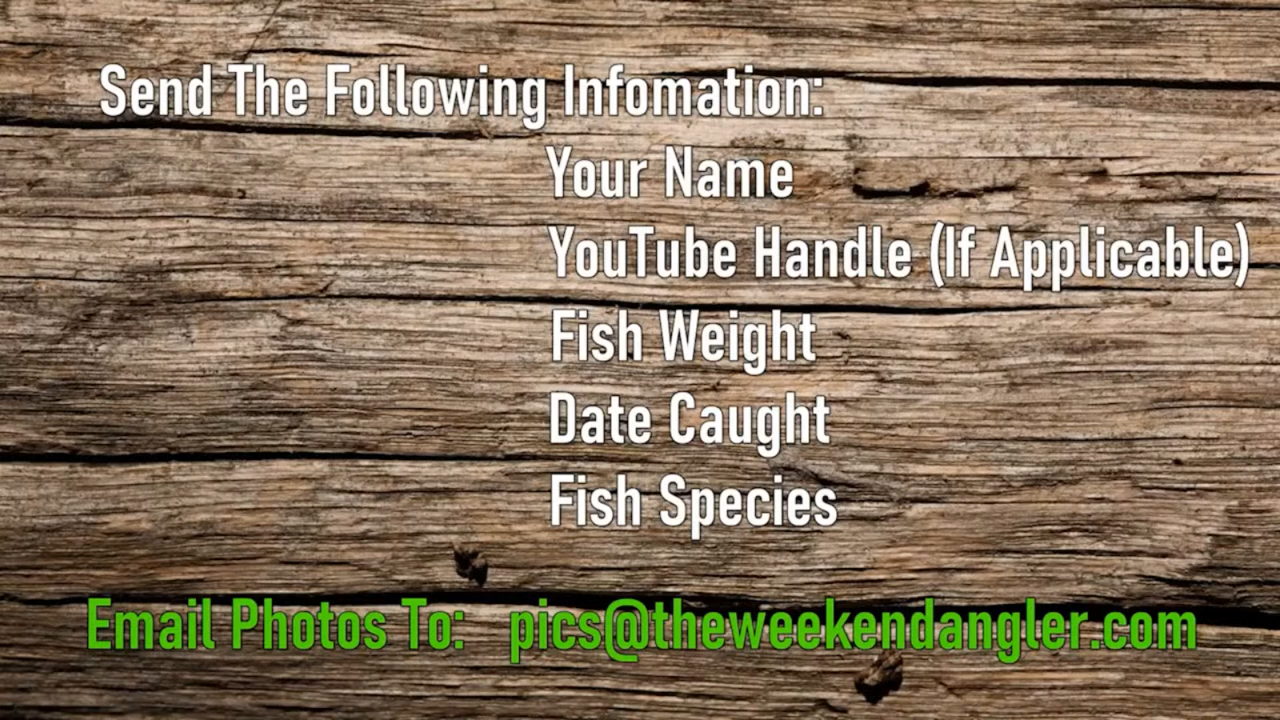 Send The Following Infomation:
Your Name
YouTube Handle (If Applicable)
Fish Weight
Date Caught
Fish Species
Email Photos To: pics@theweekendangler.com